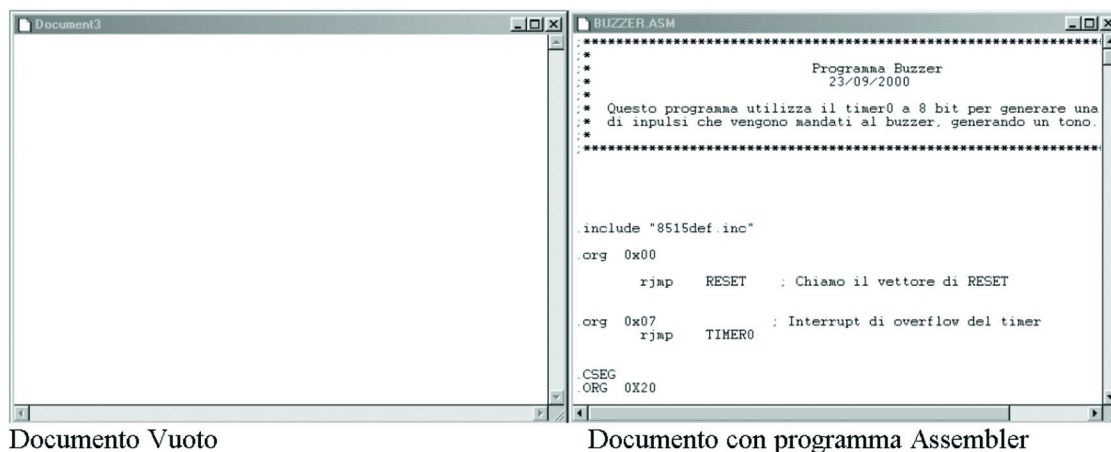 Document3
BUZZER.ASM
;************************************************************************
;*
;* Programma Buzzer
;* 23/09/2000
;*
;* Questo programma utilizza il timer0 a 8 bit per generare una
;* di inpulsi che vengono mandati al buzzer, generando un tono.
;*
;************************************************************************
.include "8515def.inc"
.org 0x00
rjmp RESET ; Chiamo il vettore di RESET
.org 0x07 ; Interrupt di overflow del timer
rjmp TIMER0
.CSEG
.ORG 0X20
Documento Vuoto
Documento con programma Assembler